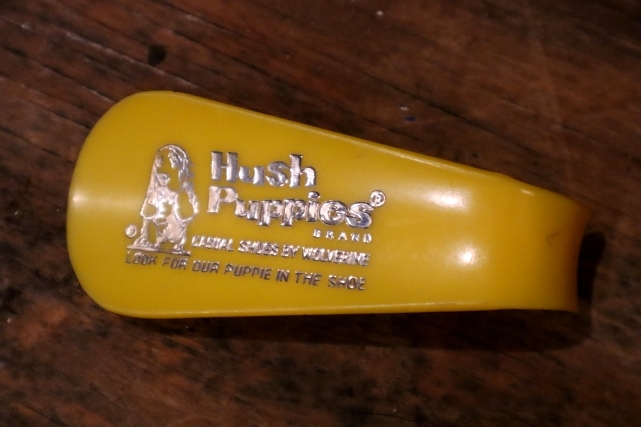 Hush
Puppies®
BRAND
®
CASUAL SHOES BY WOLVERINE
LOOK FOR OUR PUPPIE IN THE SHOE